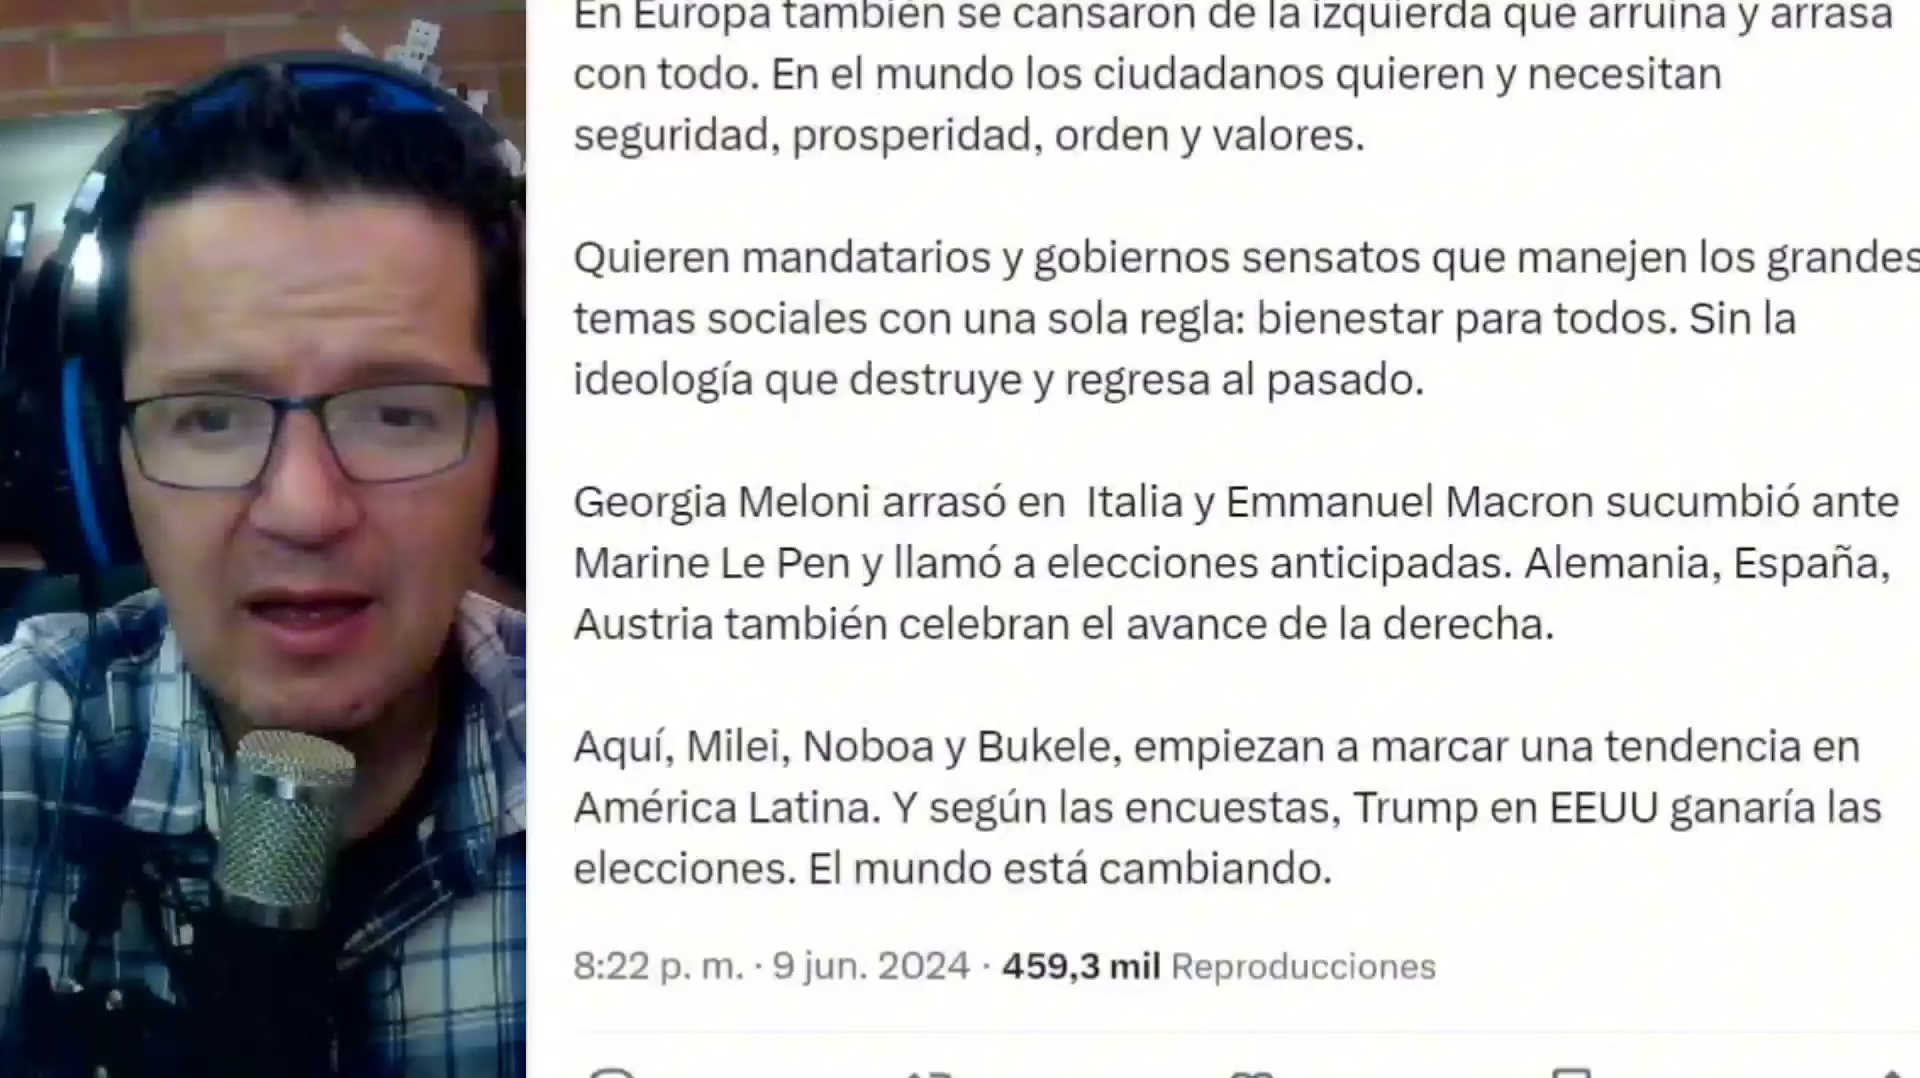 En Europa también se cansaron de la izquierda que arruina y arrasa
con todo. En el mundo los ciudadanos quieren y necesitan
seguridad, prosperidad, orden y valores.
Quieren mandatarios y gobiernos sensatos que manejen los grandes
temas sociales con una sola regla: bienestar para todos. Sin la
ideología que destruye y regresa al pasado.
Georgia Meloni arrasó en Italia y Emmanuel Macron sucumbió ante
Marine Le Pen y llamó a elecciones anticipadas. Alemania, España,
Austria también celebran el avance de la derecha.
Aquí, Milei, Noboa y Bukele, empiezan a marcar una tendencia en
América Latina. Y según las encuestas, Trump en EEUU ganaría las
elecciones. El mundo está cambiando.
8:22 p. m. · 9 jun. 2024 · 459,3 mil Reproducciones